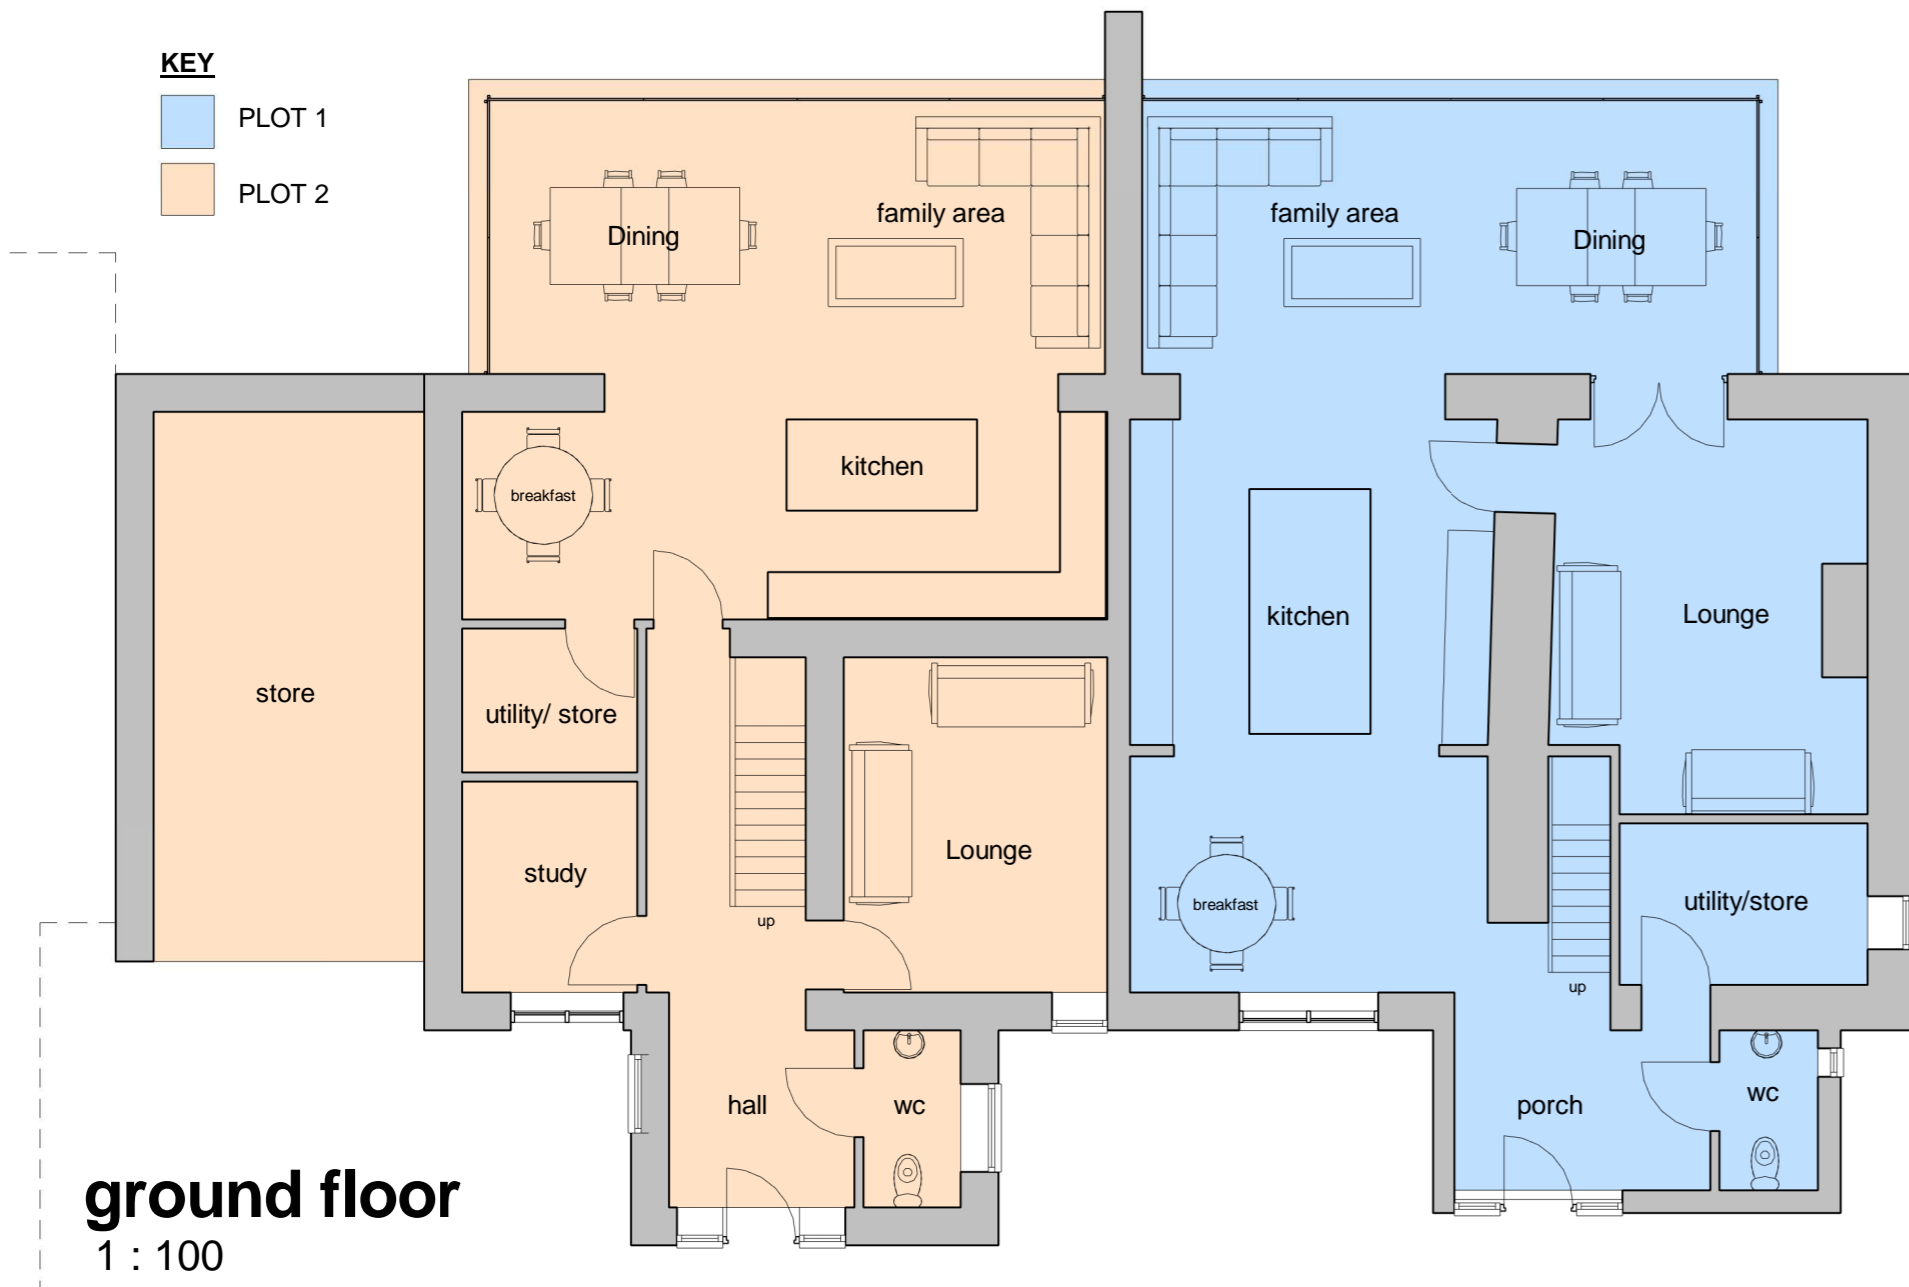 KEY
PLOT 1
PLOT 2
Dining
family area
family area
Dining
kitchen
breakfast
kitchen
Lounge
store
utility/ store
study
Lounge
up
breakfast
utility/store
up
hall
wc
porch
wc
ground floor
1 : 100